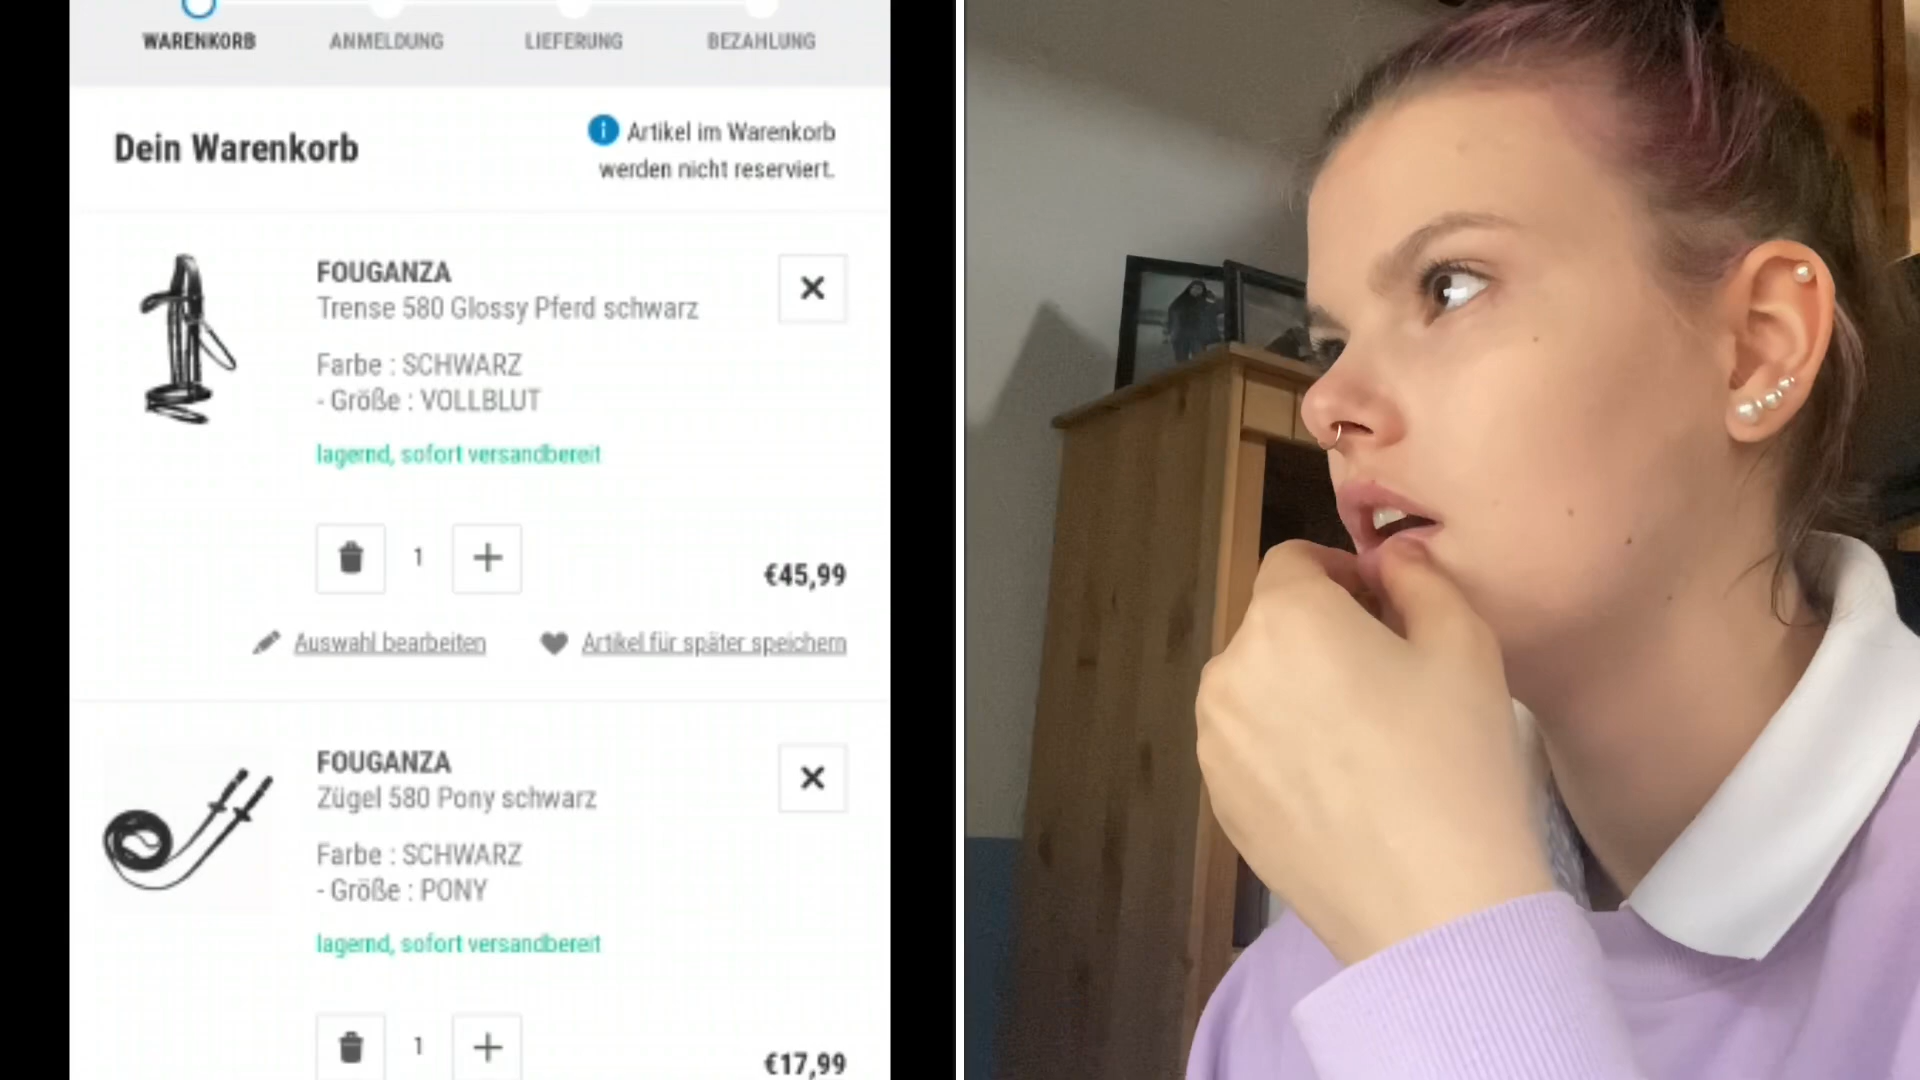 WARENKORB ANMELDUNG LIEFERUNG BEZAHLUNG
Dein Warenkorb
Artikel im Warenkorb
werden nicht reserviert.
FOUGANZA
Trense 580 Glossy Pferd schwarz
Farbe : SCHWARZ
- Größe : VOLLBLUT
lagernd, sofort versandbereit
1
€45,99
Auswahl bearbeiten Artikel für später speichern
FOUGANZA
Zügel 580 Pony schwarz
Farbe : SCHWARZ
- Größe : PONY
lagernd, sofort versandbereit
1
€17,99